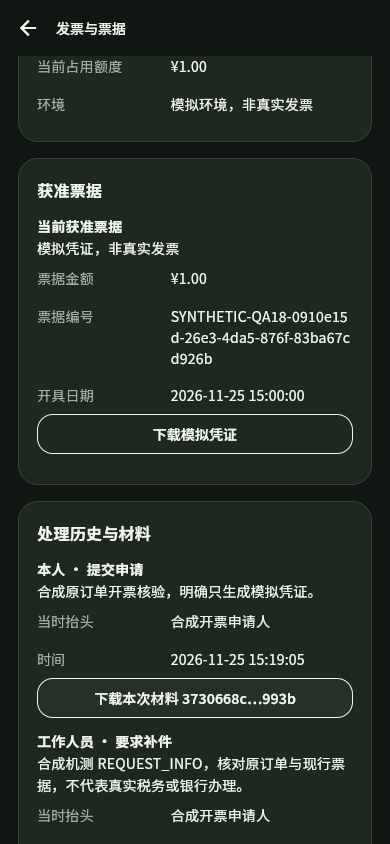 发票与票据
当前占用额度 ¥1.00
环境 模拟环境，非真实发票
获准票据
当前获准票据
模拟凭证，非真实发票
票据金额 ¥1.00
票据编号 SYNTHETIC-QA18-0910e15
d-26e3-4da5-876f-83ba67c
d926b
开具日期 2026-11-25 15:00:00
下载模拟凭证
处理历史与材料
本人 · 提交申请
合成原订单开票核验，明确只生成模拟凭证。
当时抬头 合成开票申请人
时间 2026-11-25 15:19:05
下载本次材料 3730668c…993b
工作人员 · 要求补件
合成机测 REQUEST_INFO，核对原订单与现行票
据，不代表真实税务或银行办理。
当时抬头 合成开票申请人